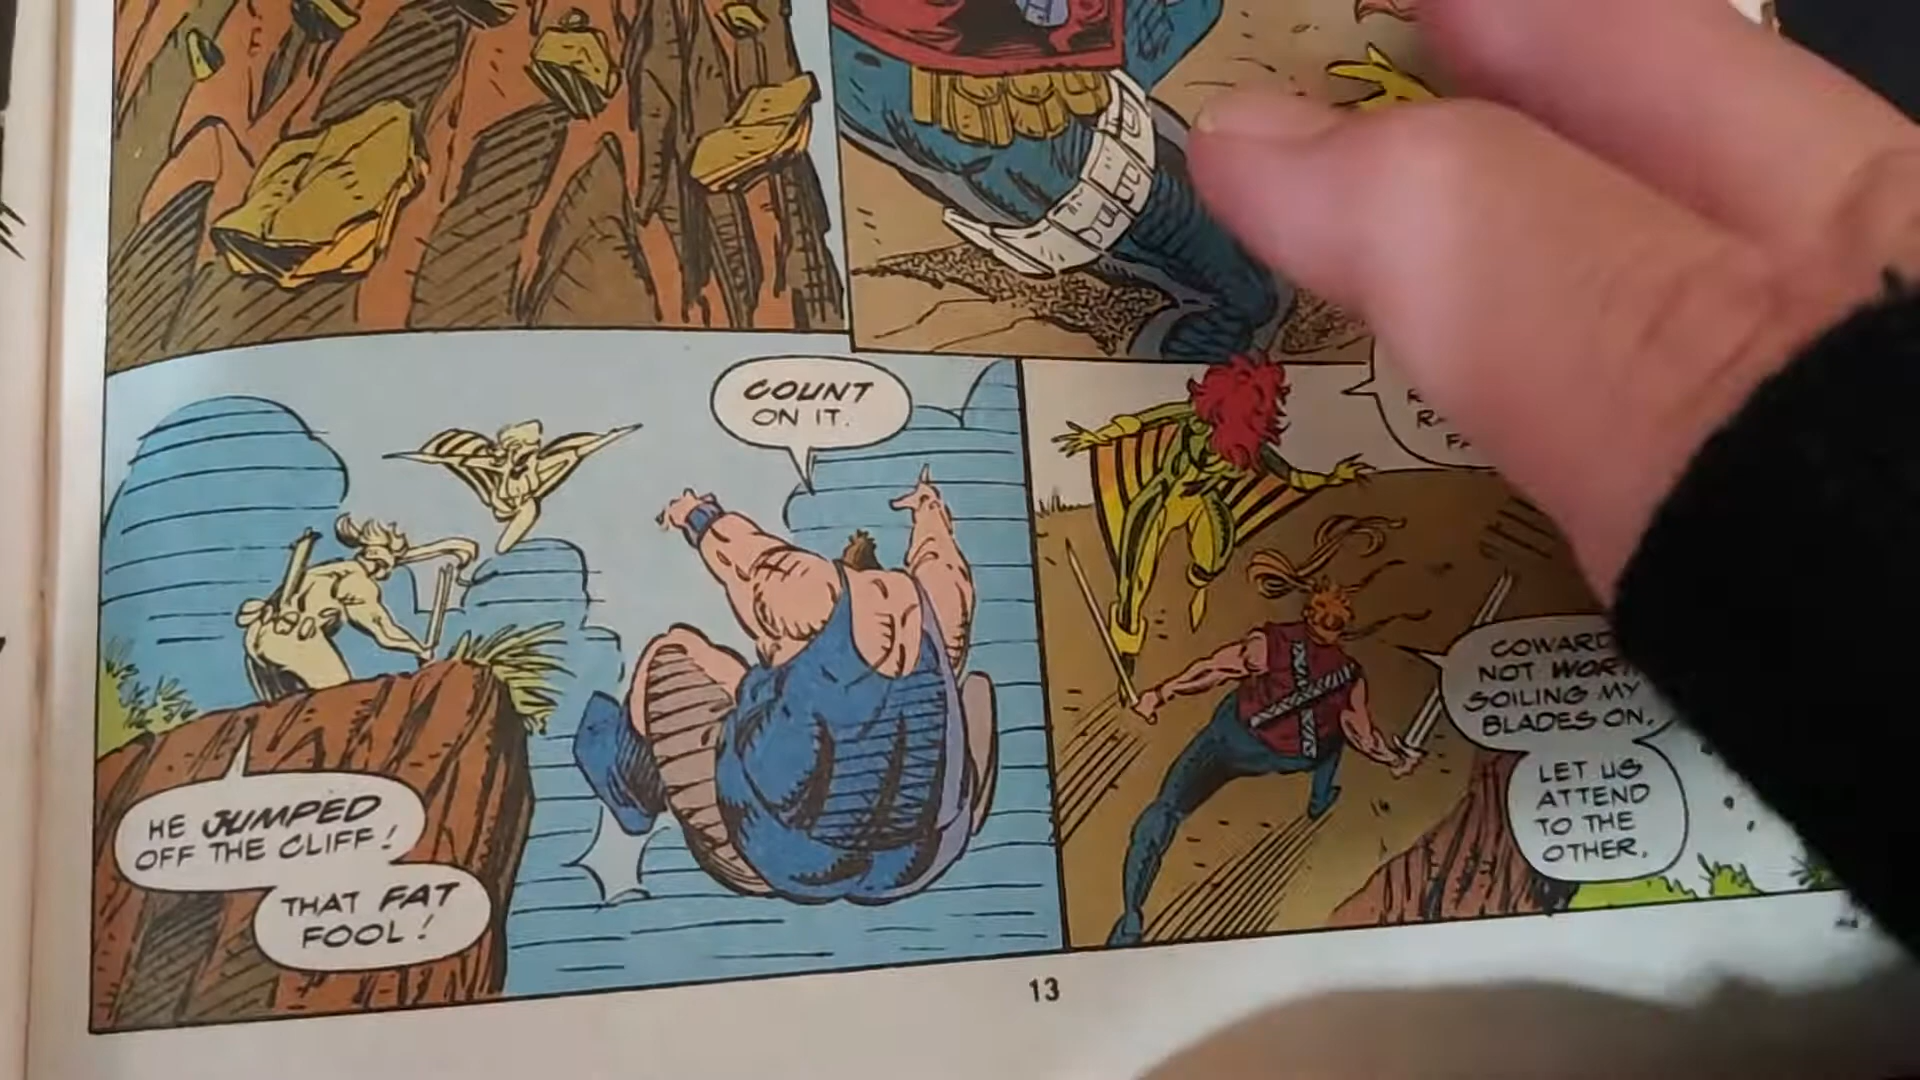 COUNT
ON IT.
HE JUMPED
OFF THE CLIFF!
THAT FAT
FOOL!
NOT
SOILING MY
BLADES ON.
LET US
ATTEND
TO THE
OTHER.
13